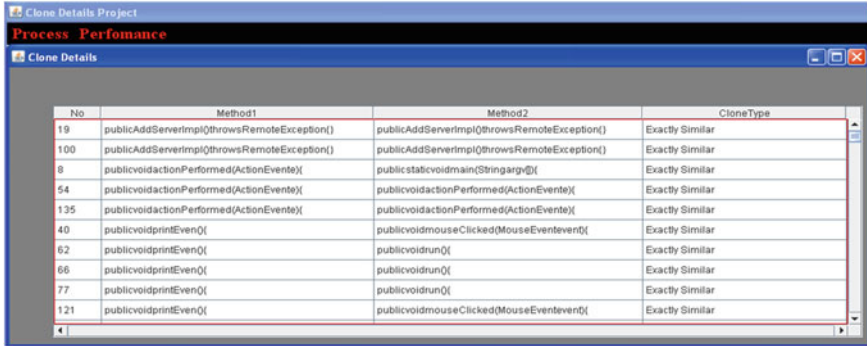 Clone Details Project
Process Perfomance
Clone Details
No Method1 Method2 CloneType
19 publicAddServerImpl()throwsRemoteException{} publicAddServerImpl()throwsRemoteException{} Exactly Similar
100 publicAddServerImpl()throwsRemoteException{} publicAddServerImpl()throwsRemoteException{} Exactly Similar
8 publicvoidactionPerformed(ActionEvente){ publicstaticvoidmain(Stringargv[]){ Exactly Similar
54 publicvoidactionPerformed(ActionEvente){ publicvoidactionPerformed(ActionEvente){ Exactly Similar
135 publicvoidactionPerformed(ActionEvente){ publicvoidactionPerformed(ActionEvente){ Exactly Similar
40 publicvoidprintEven(){ publicvoidmouseClicked(MouseEventevent){ Exactly Similar
62 publicvoidprintEven(){ publicvoidrun(){ Exactly Similar
66 publicvoidprintEven(){ publicvoidrun(){ Exactly Similar
77 publicvoidprintEven(){ publicvoidrun(){ Exactly Similar
121 publicvoidprintEven(){ publicvoidmouseClicked(MouseEventevent){ Exactly Similar